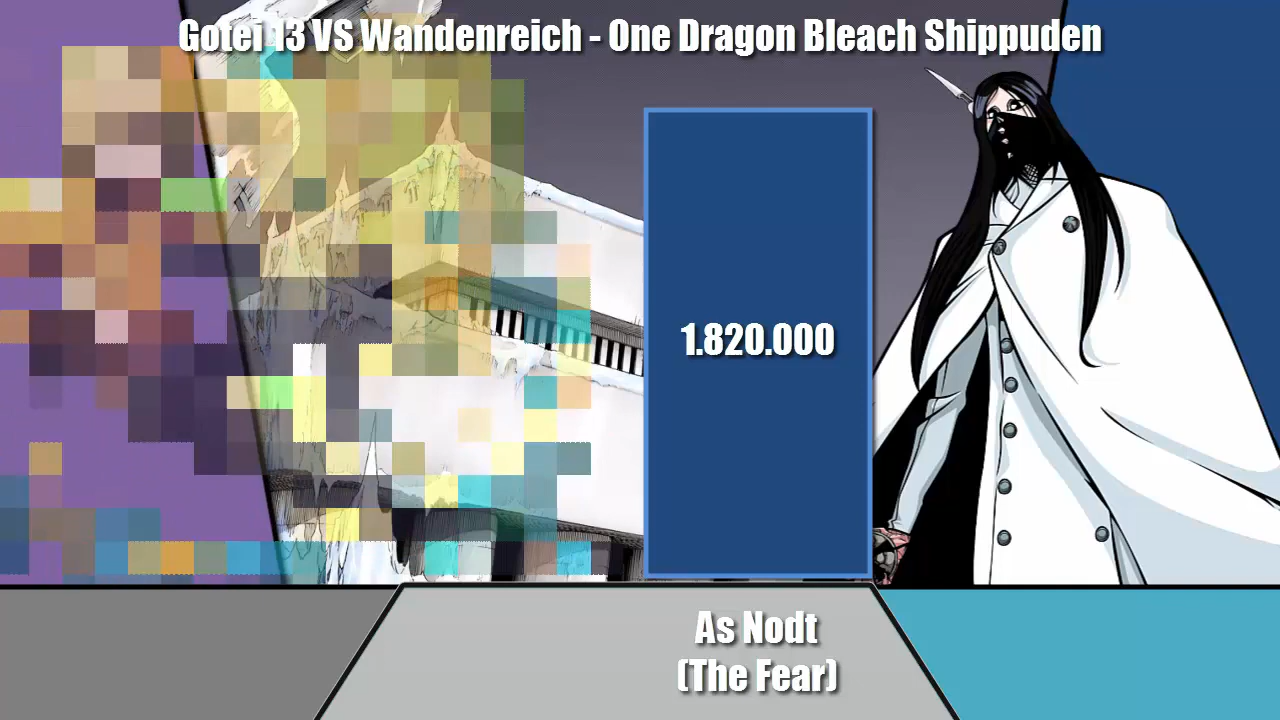 Gotei 13 VS Wandenreich - One Dragon Bleach Shippuden
1.820.000
As Nodt
(The Fear)